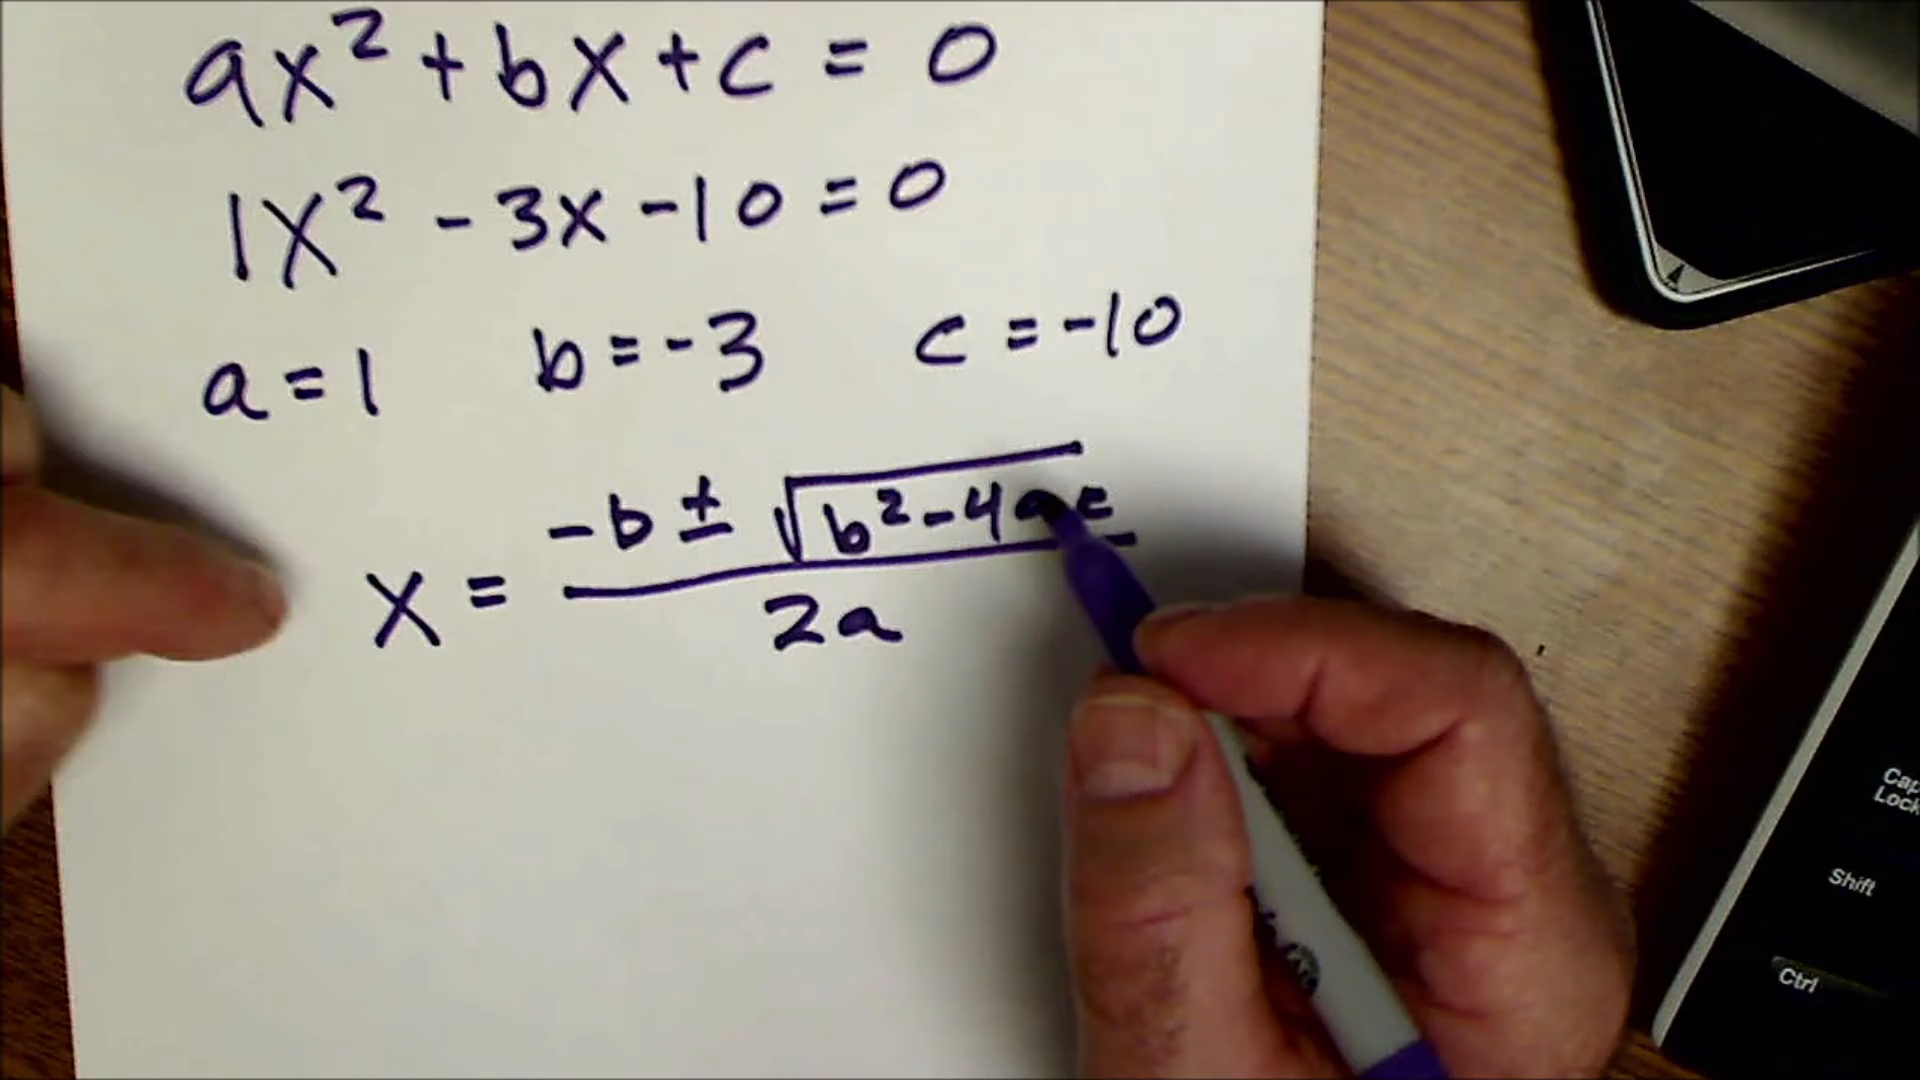 ax² + bx + c = 0
1x² - 3x - 10 = 0
a = 1 b = -3 c = -10
x = -b ± √b² - 4ac
2a
Caps
Lock
Shift
Ctrl